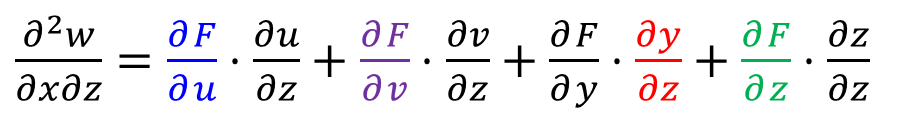 ∂²w/∂x∂z = ∂F/∂u · ∂u/∂z + ∂F/∂v · ∂v/∂z + ∂F/∂y · ∂y/∂z + ∂F/∂z · ∂z/∂z